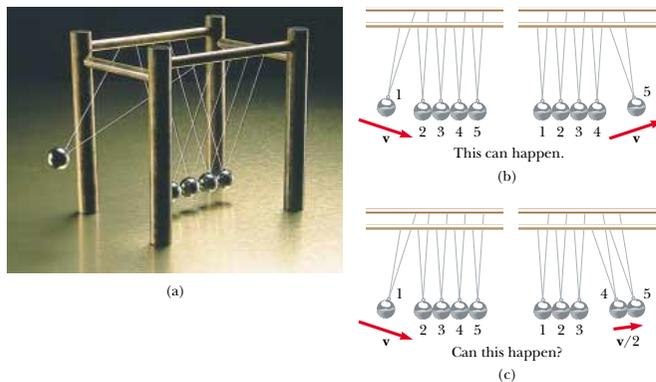 (a)
1
v
2 3 4 5
1 2 3 4
5
v
This can happen.
(b)
1
v
2 3 4 5
1 2 3
4
5
v/2
Can this happen?
(c)